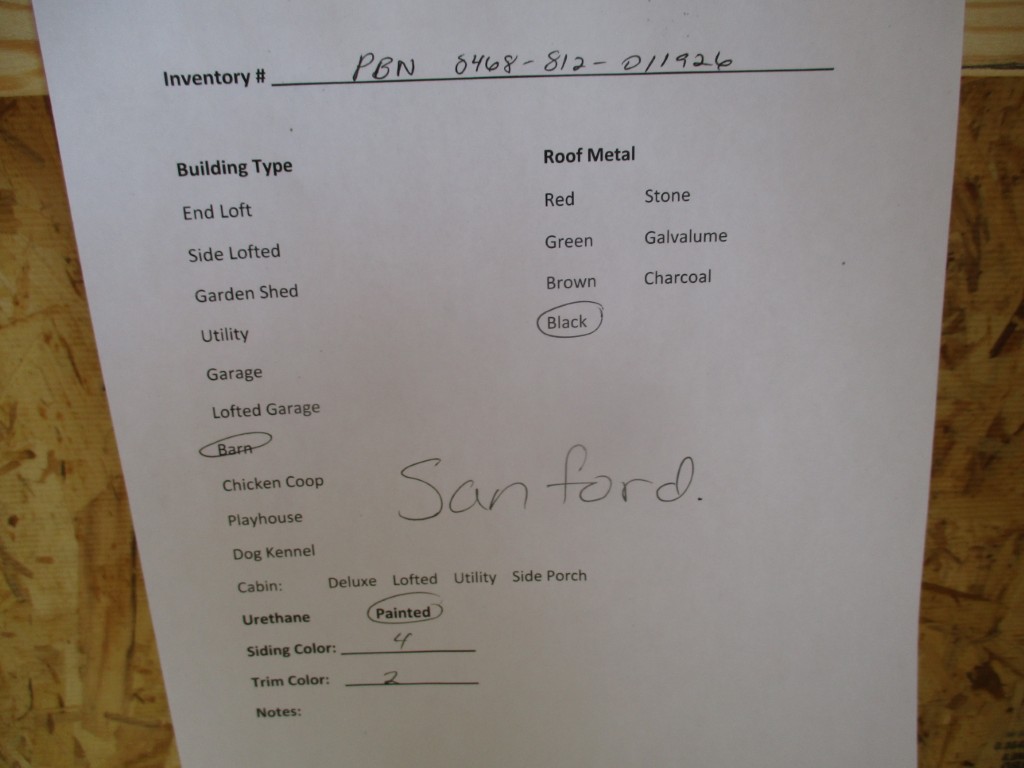 Inventory # PBN 8468-812-011926
Building Type Roof Metal
End Loft Red Stone
Side Lofted Green Galvalume
Garden Shed Brown Charcoal
Utility Black
Garage
Lofted Garage
Barn
Chicken Coop Sanford.
Playhouse
Dog Kennel
Cabin: Deluxe Lofted Utility Side Porch
Urethane Painted
Siding Color: 4
Trim Color: 2
Notes: